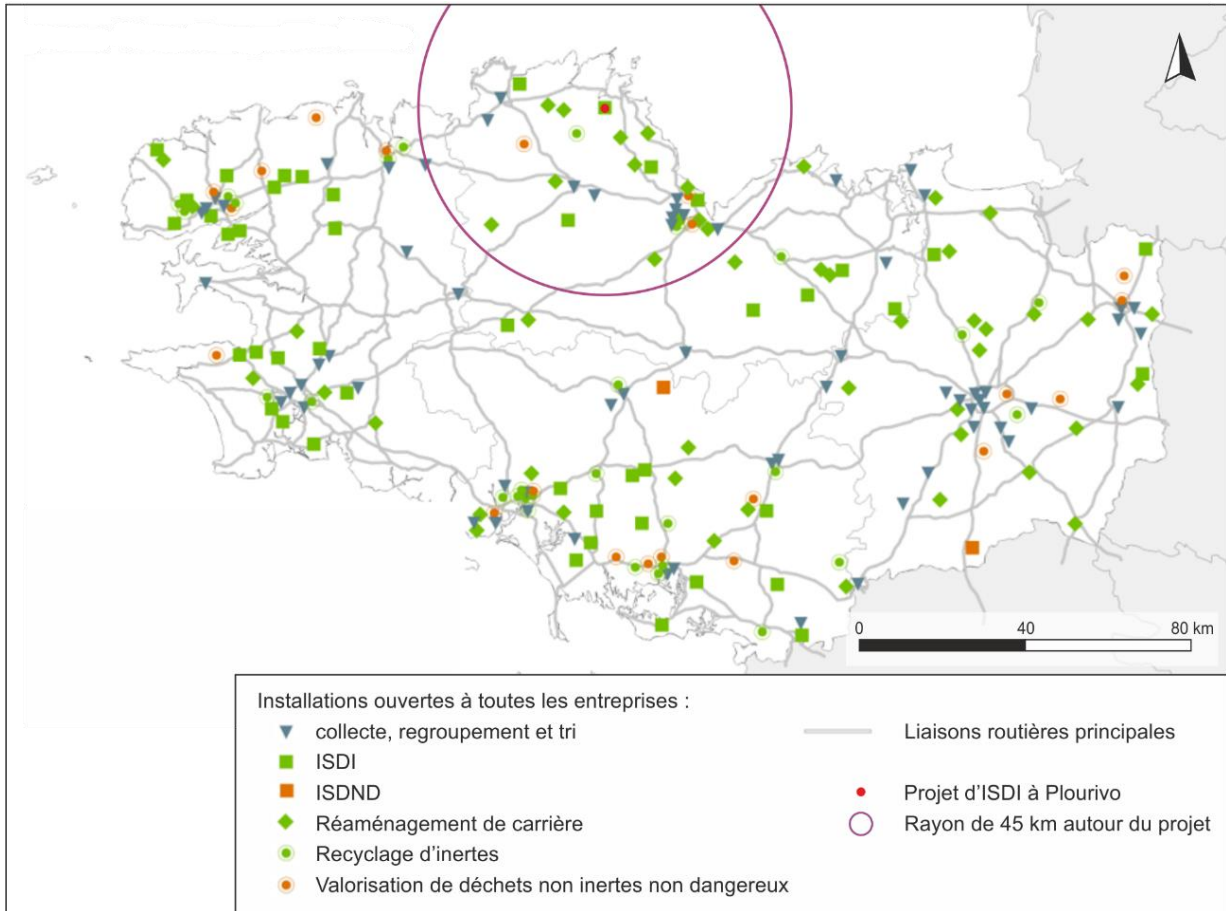 0 40 80 km
Installations ouvertes à toutes les entreprises :
collecte, regroupement et tri
ISDI
ISDND
Réaménagement de carrière
Recyclage d'inertes
Valorisation de déchets non inertes non dangereux
Liaisons routières principales
Projet d'ISDI à Plourivo
Rayon de 45 km autour du projet